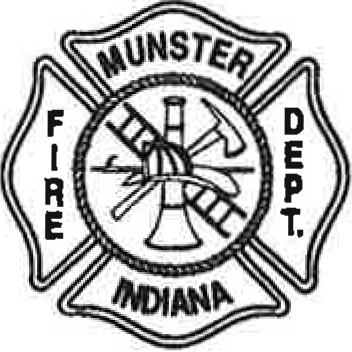 MUNSTER
FIRE
DEPT.
INDIANA